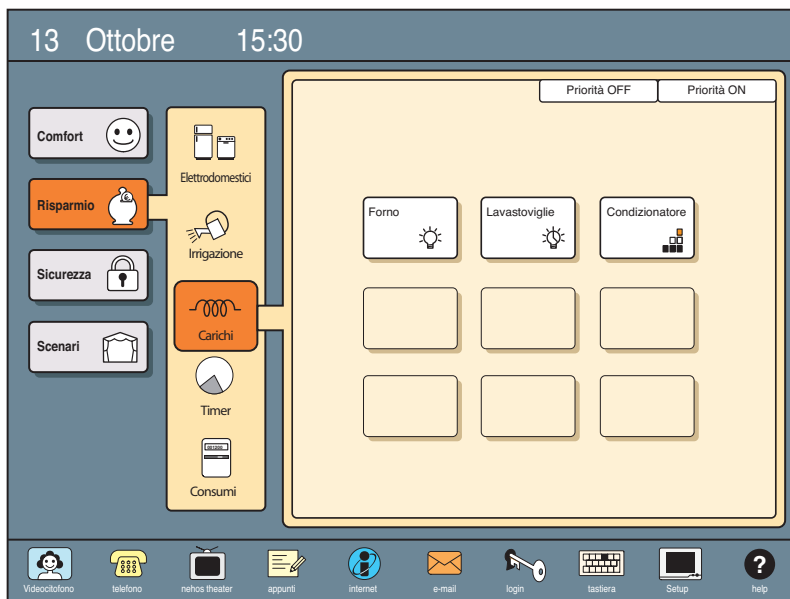 13 Ottobre 15:30
Priorità OFF Priorità ON
Comfort
Risparmio
Sicurezza
Scenari
Elettrodomestici
Irrigazione
Carichi
Timer
001200
Consumi
Forno Lavastoviglie Condizionatore
Videocitofono telefono nehos theater appunti internet e-mail login tastiera Setup help